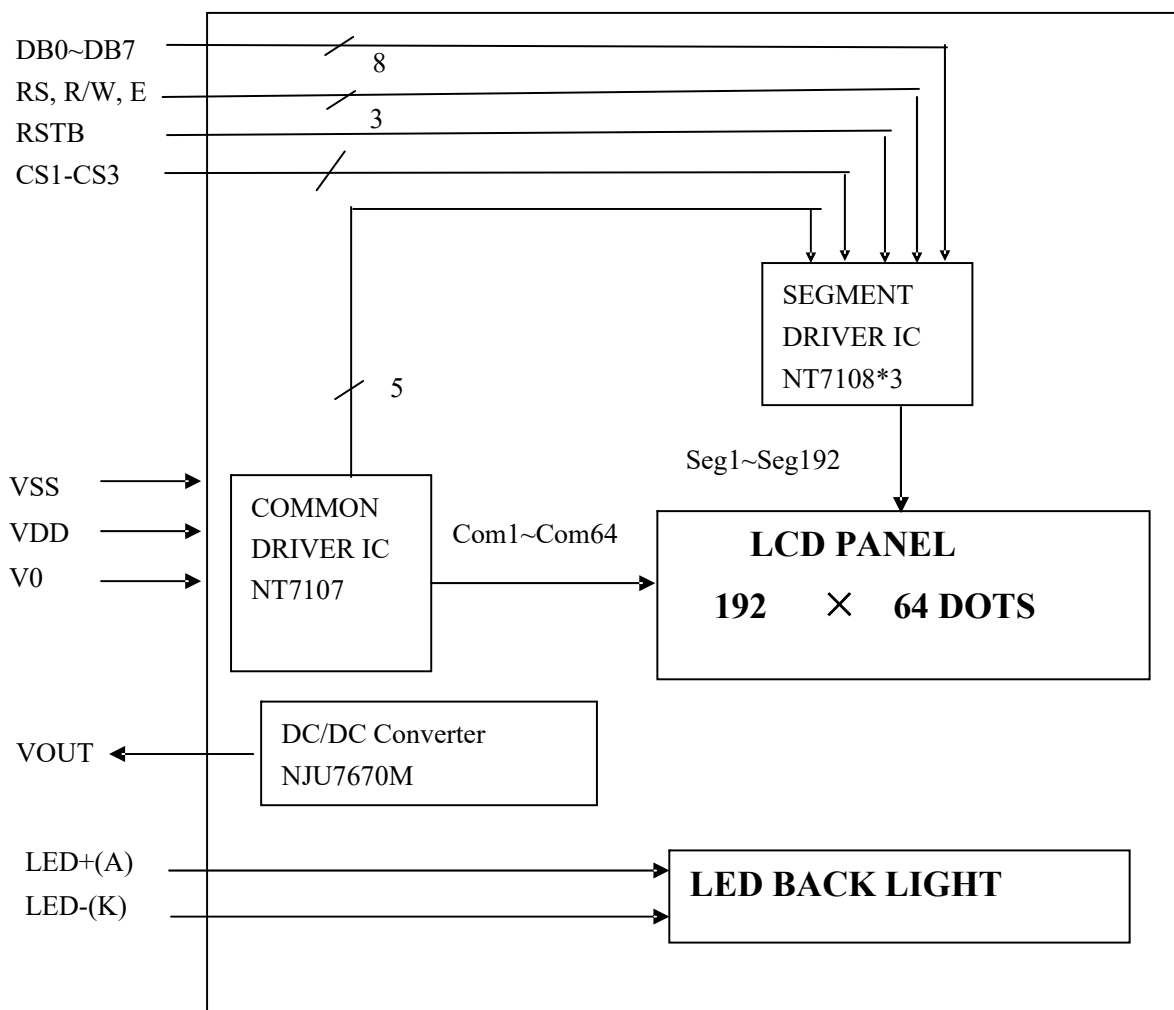 DB0~DB7
8
RS, R/W, E
3
RSTB
CS1-CS3
SEGMENT
DRIVER IC
NT7108*3
5
Seg1~Seg192
VSS
VDD
V0
COMMON
DRIVER IC
NT7107
Com1~Com64
LCD PANEL
192 × 64 DOTS
VOUT
DC/DC Converter
NJU7670M
LED+(A)
LED-(K)
LED BACK LIGHT